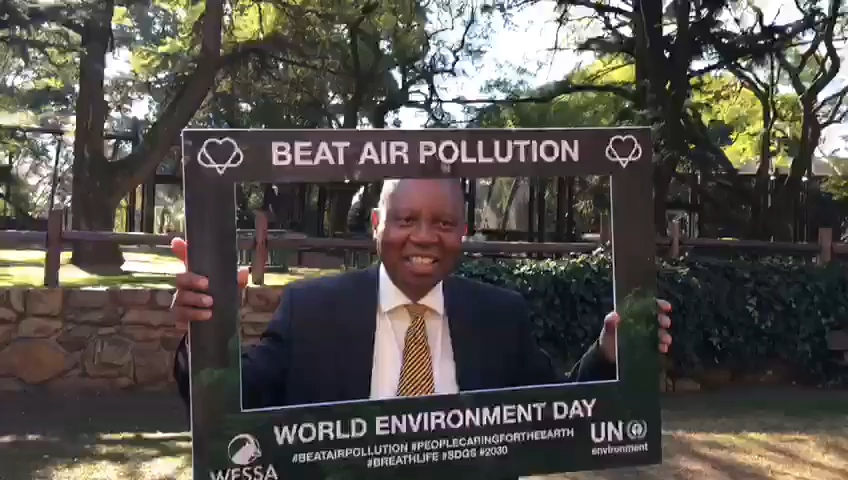 BEAT AIR POLLUTION
WORLD ENVIRONMENT DAY
#BEATAIRPOLLUTION #PEOPLECARINGFORTHEEARTH
#BREATHLIFE #SDGS #2030
WESSA
UN
environment